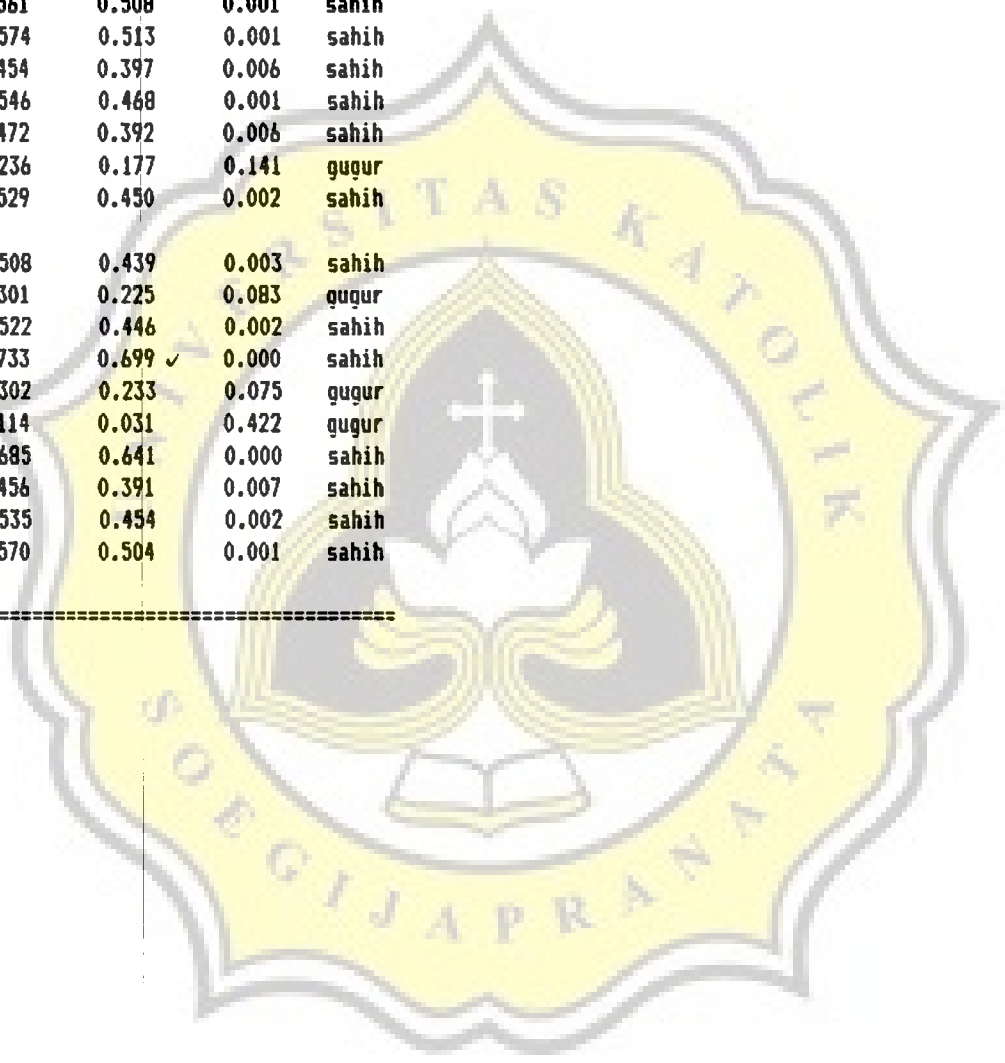 561 0.508 0.001 sahih
574 0.513 0.001 sahih
454 0.397 0.006 sahih
546 0.468 0.001 sahih
472 0.392 0.006 sahih
236 0.177 0.141 gugur
529 0.450 0.002 sahih
508 0.439 0.003 sahih
301 0.225 0.083 gugur
522 0.446 0.002 sahih
733 0.699 ✓ 0.000 sahih
302 0.233 0.075 gugur
114 0.031 0.422 gugur
685 0.641 0.000 sahih
456 0.391 0.007 sahih
535 0.454 0.002 sahih
570 0.504 0.001 sahih
==================================
UNIVERSITAS KATOLIK
SOEGIJAPRANATA